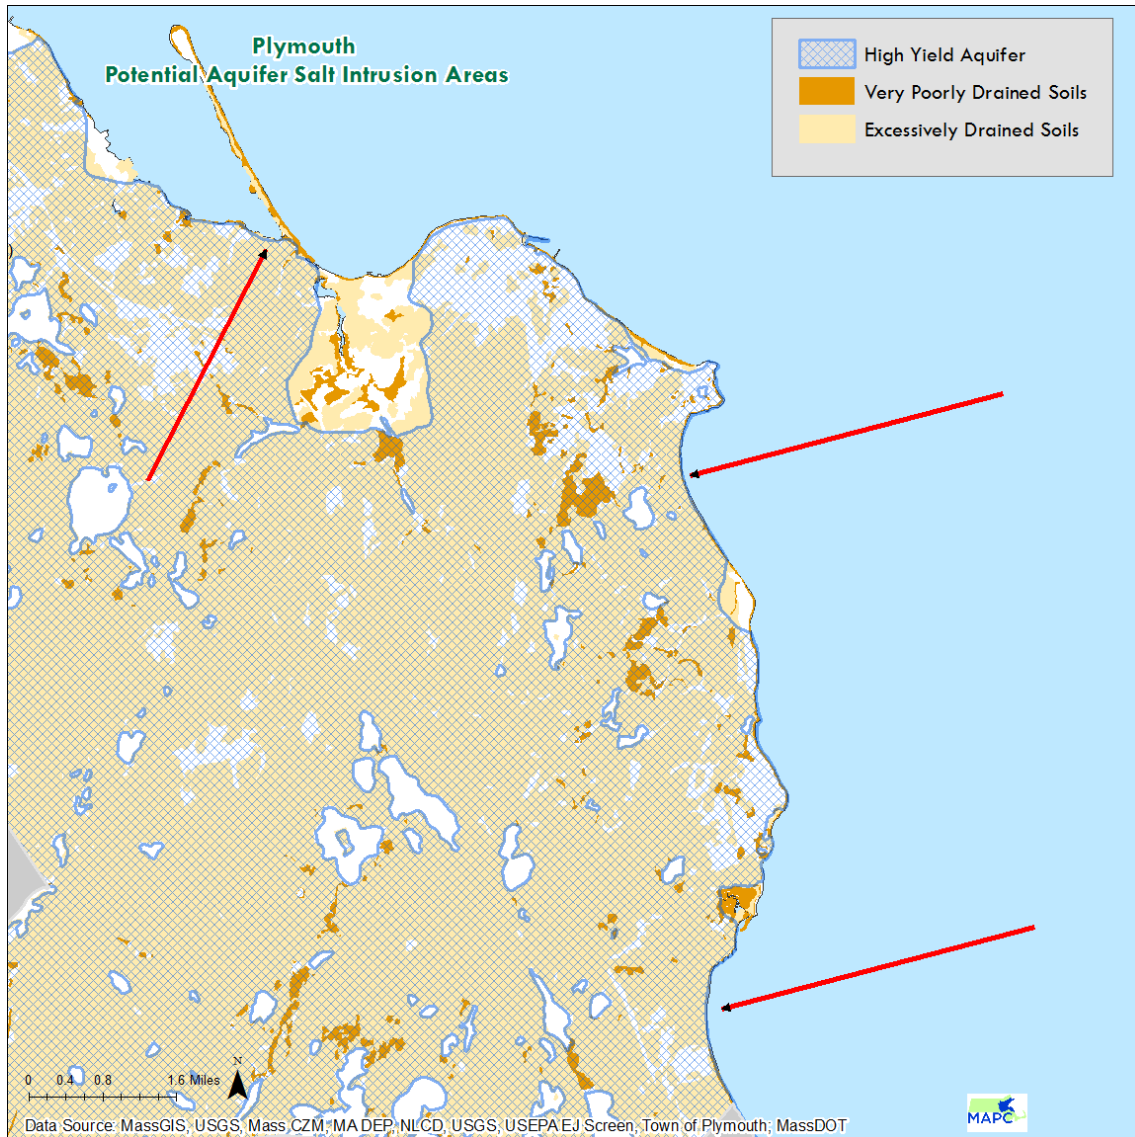 Plymouth
Potential Aquifer Salt Intrusion Areas
High Yield Aquifer
Very Poorly Drained Soils
Excessively Drained Soils
N
0 0.4 0.8 1.6 Miles
Data Source: MassGIS, USGS, Mass CZM, MA DEP, NLCD, USGS, USEPA EJ Screen, Town of Plymouth, MassDOT
MAPC